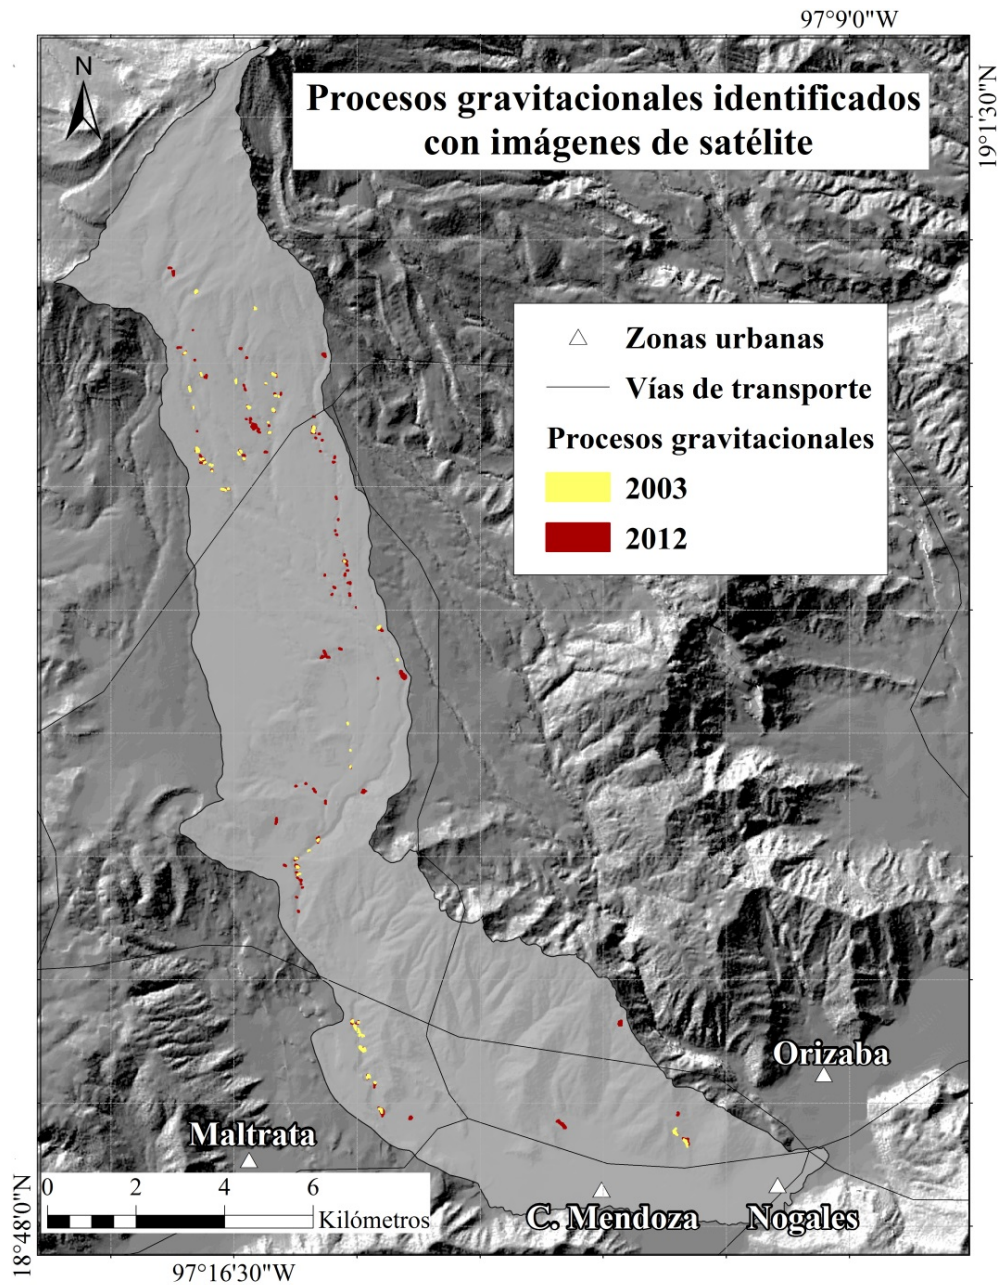 97°9'0"W
N
Procesos gravitacionales identificados
con imágenes de satélite
19°1'30"N
Zonas urbanas
Vías de transporte
Procesos gravitacionales
2003
2012
Orizaba
Maltrata
C. Mendoza
Nogales
0 2 4 6
Kilómetros
18°48'0"N
97°16'30"W